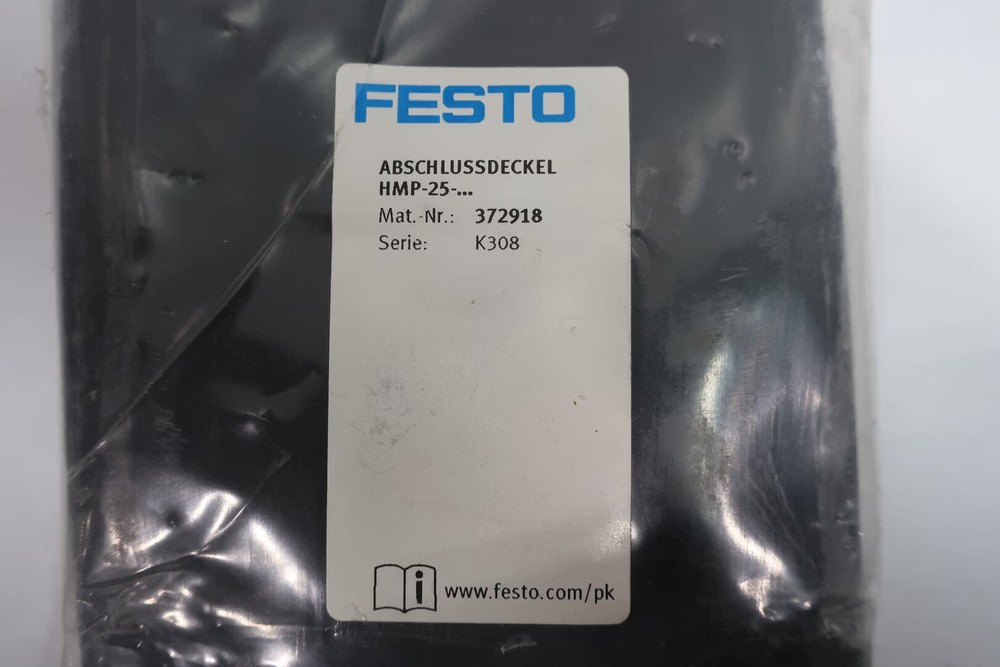 FESTO
ABSCHLUSSDECKEL
HMP-25-...
Mat.-Nr.: 372918
Serie: K308
i www.festo.com/pk